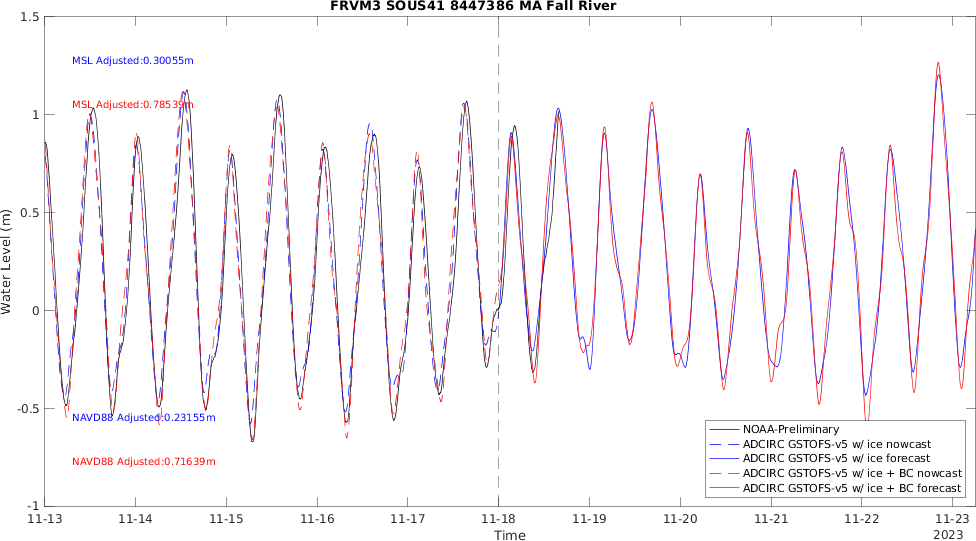 FRVM3 SOUS41 8447386 MA Fall River
1.5
MSL Adjusted:0.30055m
MSL Adjusted:0.78539m
1
0.5
Water Level (m)
0
-0.5
NAVD88 Adjusted:0.23155m
NAVD88 Adjusted:0.71639m
NOAA-Preliminary
ADCIRC GSTOFS-v5 w/ ice nowcast
ADCIRC GSTOFS-v5 w/ ice forecast
ADCIRC GSTOFS-v5 w/ ice + BC nowcast
ADCIRC GSTOFS-v5 w/ ice + BC forecast
-1
11-13 11-14 11-15 11-16 11-17 11-18 11-19 11-20 11-21 11-22 11-23
Time
2023